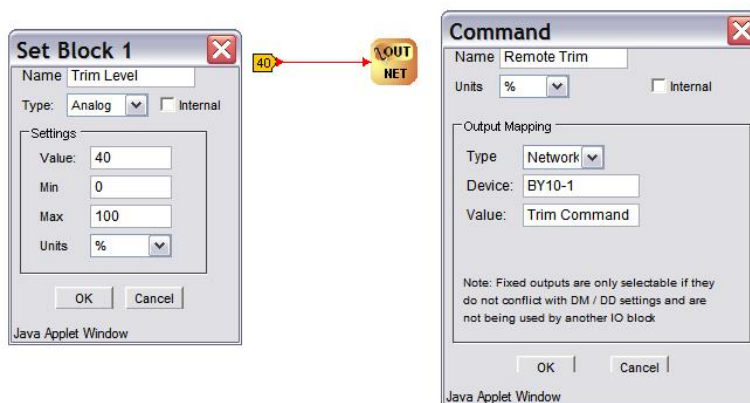 Set Block 1
Name Trim Level
Type: Analog Internal
Settings
Value: 40
Min 0
Max 100
Units %
OK Cancel
Java Applet Window
40
OUT
NET
Command
Name Remote Trim
Units % Internal
Output Mapping
Type Network
Device: BY10-1
Value: Trim Command
Note: Fixed outputs are only selectable if they
do not conflict with DM / DD settings and are
not being used by another IO block
OK Cancel
Java Applet Window